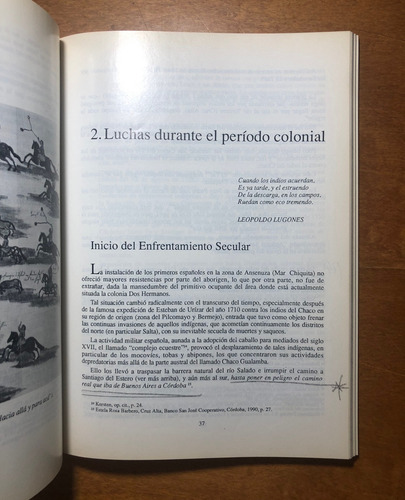 2. Luchas durante el período colonial
Cuando los indios acuerdan,
Es ya tarde, y el estruendo
De la descarga, en los campos,
Ruedan como eco tremendo.
LEOPOLDO LUGONES
Inicio del Enfrentamiento Secular
La instalación de los primeros españoles en la zona de Ansenuza (Mar Chiquita) no
ofreció mayores resistencias por parte del aborigen, lo que por otra parte, no fue de
extrañar, dada la mansedumbre del primitivo ocupante del área donde está actualmente
situada la colonia Dos Hermanos.
Tal situación cambió radicalmente con el transcurso del tiempo, especialmente después
de la famosa expedición de Esteban de Urízar del año 1710 contra los indios del Chaco en
su región de origen (zona del Pilcomayo y Bermejo), entrada que tuvo como objeto frenar
las continuas invasiones de aquellos indígenas, que acometían continuamente los distritos
del norte (en particular Salta), con su inevitable secuela de muertes y saqueos.
La actividad militar española, aunada a la adopción del caballo para mediados del siglo
XVII, el llamado "complejo ecuestre", provocó el desplazamiento de tales indígenas, en
particular de los mocovíes, tobas y abipones, los que concentraron sus actividades
depredatorias más allá de la parte austral del llamado Chaco Gualamba.
Ello los llevó a traspasar la barrera natural del río Salado e irrumpir el camino a
Santiago del Estero (ver más arriba), y aún más al sur, hasta poner en peligro el camino
real que iba de Buenos Aires a Córdoba
op. cit., p. 24.
Estela Rosa Barbero, Cruz Alta, Banco San José Cooperativo, Córdoba, 1990, p. 27.
37
Hacia allá y para acá